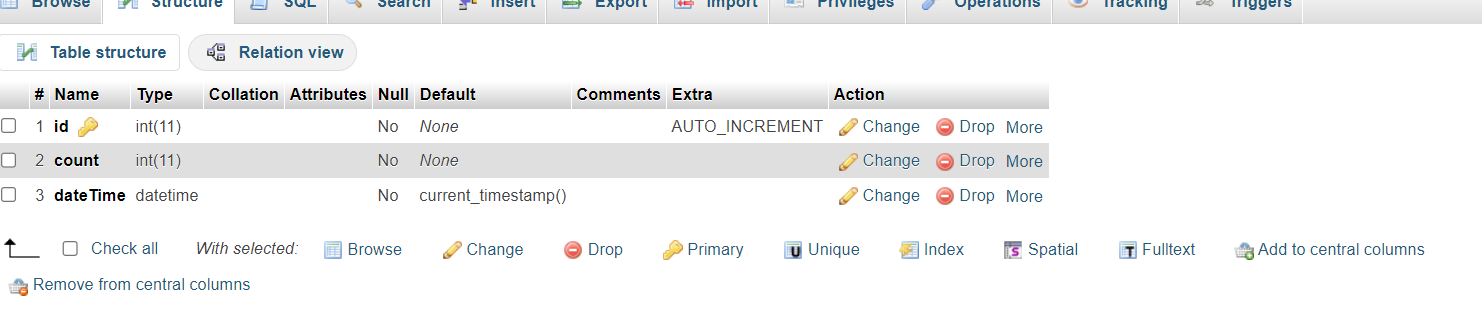 Browse Structure SQL Search Insert Export Import Privileges Operations Tracking Triggers
Table structure Relation view
# Name Type Collation Attributes Null Default Comments Extra Action
1 id int(11) No None AUTO_INCREMENT Change Drop More
2 count int(11) No None Change Drop More
3 dateTime datetime No current_timestamp() Change Drop More
Check all With selected: Browse Change Drop Primary U Unique Index S Spatial T Fulltext Add to central columns
Remove from central columns